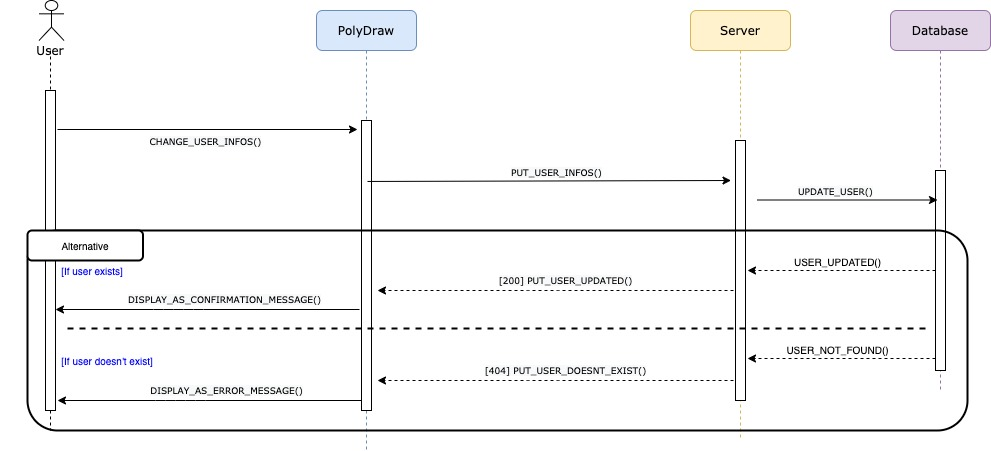 User
PolyDraw
Server
Database
CHANGE_USER_INFOS()
PUT_USER_INFOS()
UPDATE_USER()
Alternative
[If user exists]
USER_UPDATED()
[200] PUT_USER_UPDATED()
DISPLAY_AS_CONFIRMATION_MESSAGE()
[If user doesn't exist]
USER_NOT_FOUND()
[404] PUT_USER_DOESNT_EXIST()
DISPLAY_AS_ERROR_MESSAGE()